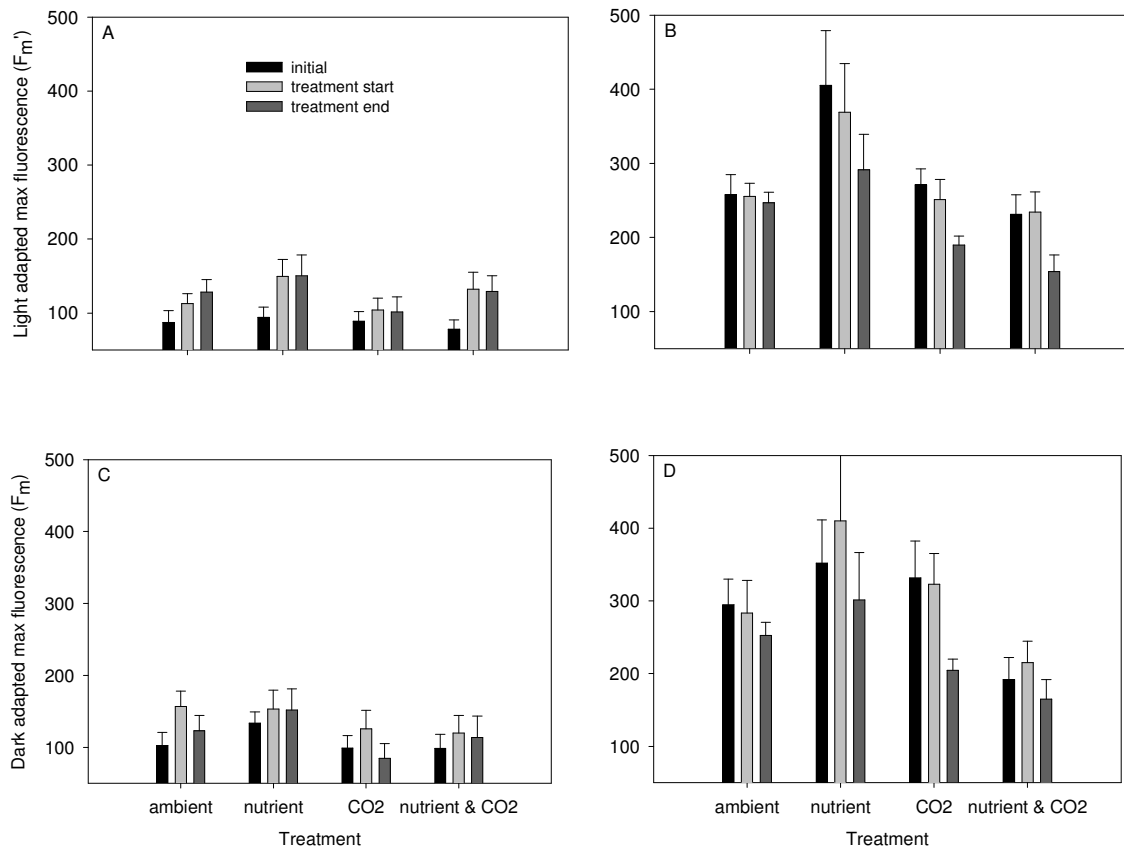 A
500
400
300
200
100
Light adapted max fluorescence (Fm')
initial
treatment start
treatment end
B
500
400
300
200
100
C
500
400
300
200
100
Dark adapted max fluorescence (Fm)
ambient nutrient CO2 nutrient & CO2
Treatment
D
500
400
300
200
100
ambient nutrient CO2 nutrient & CO2
Treatment